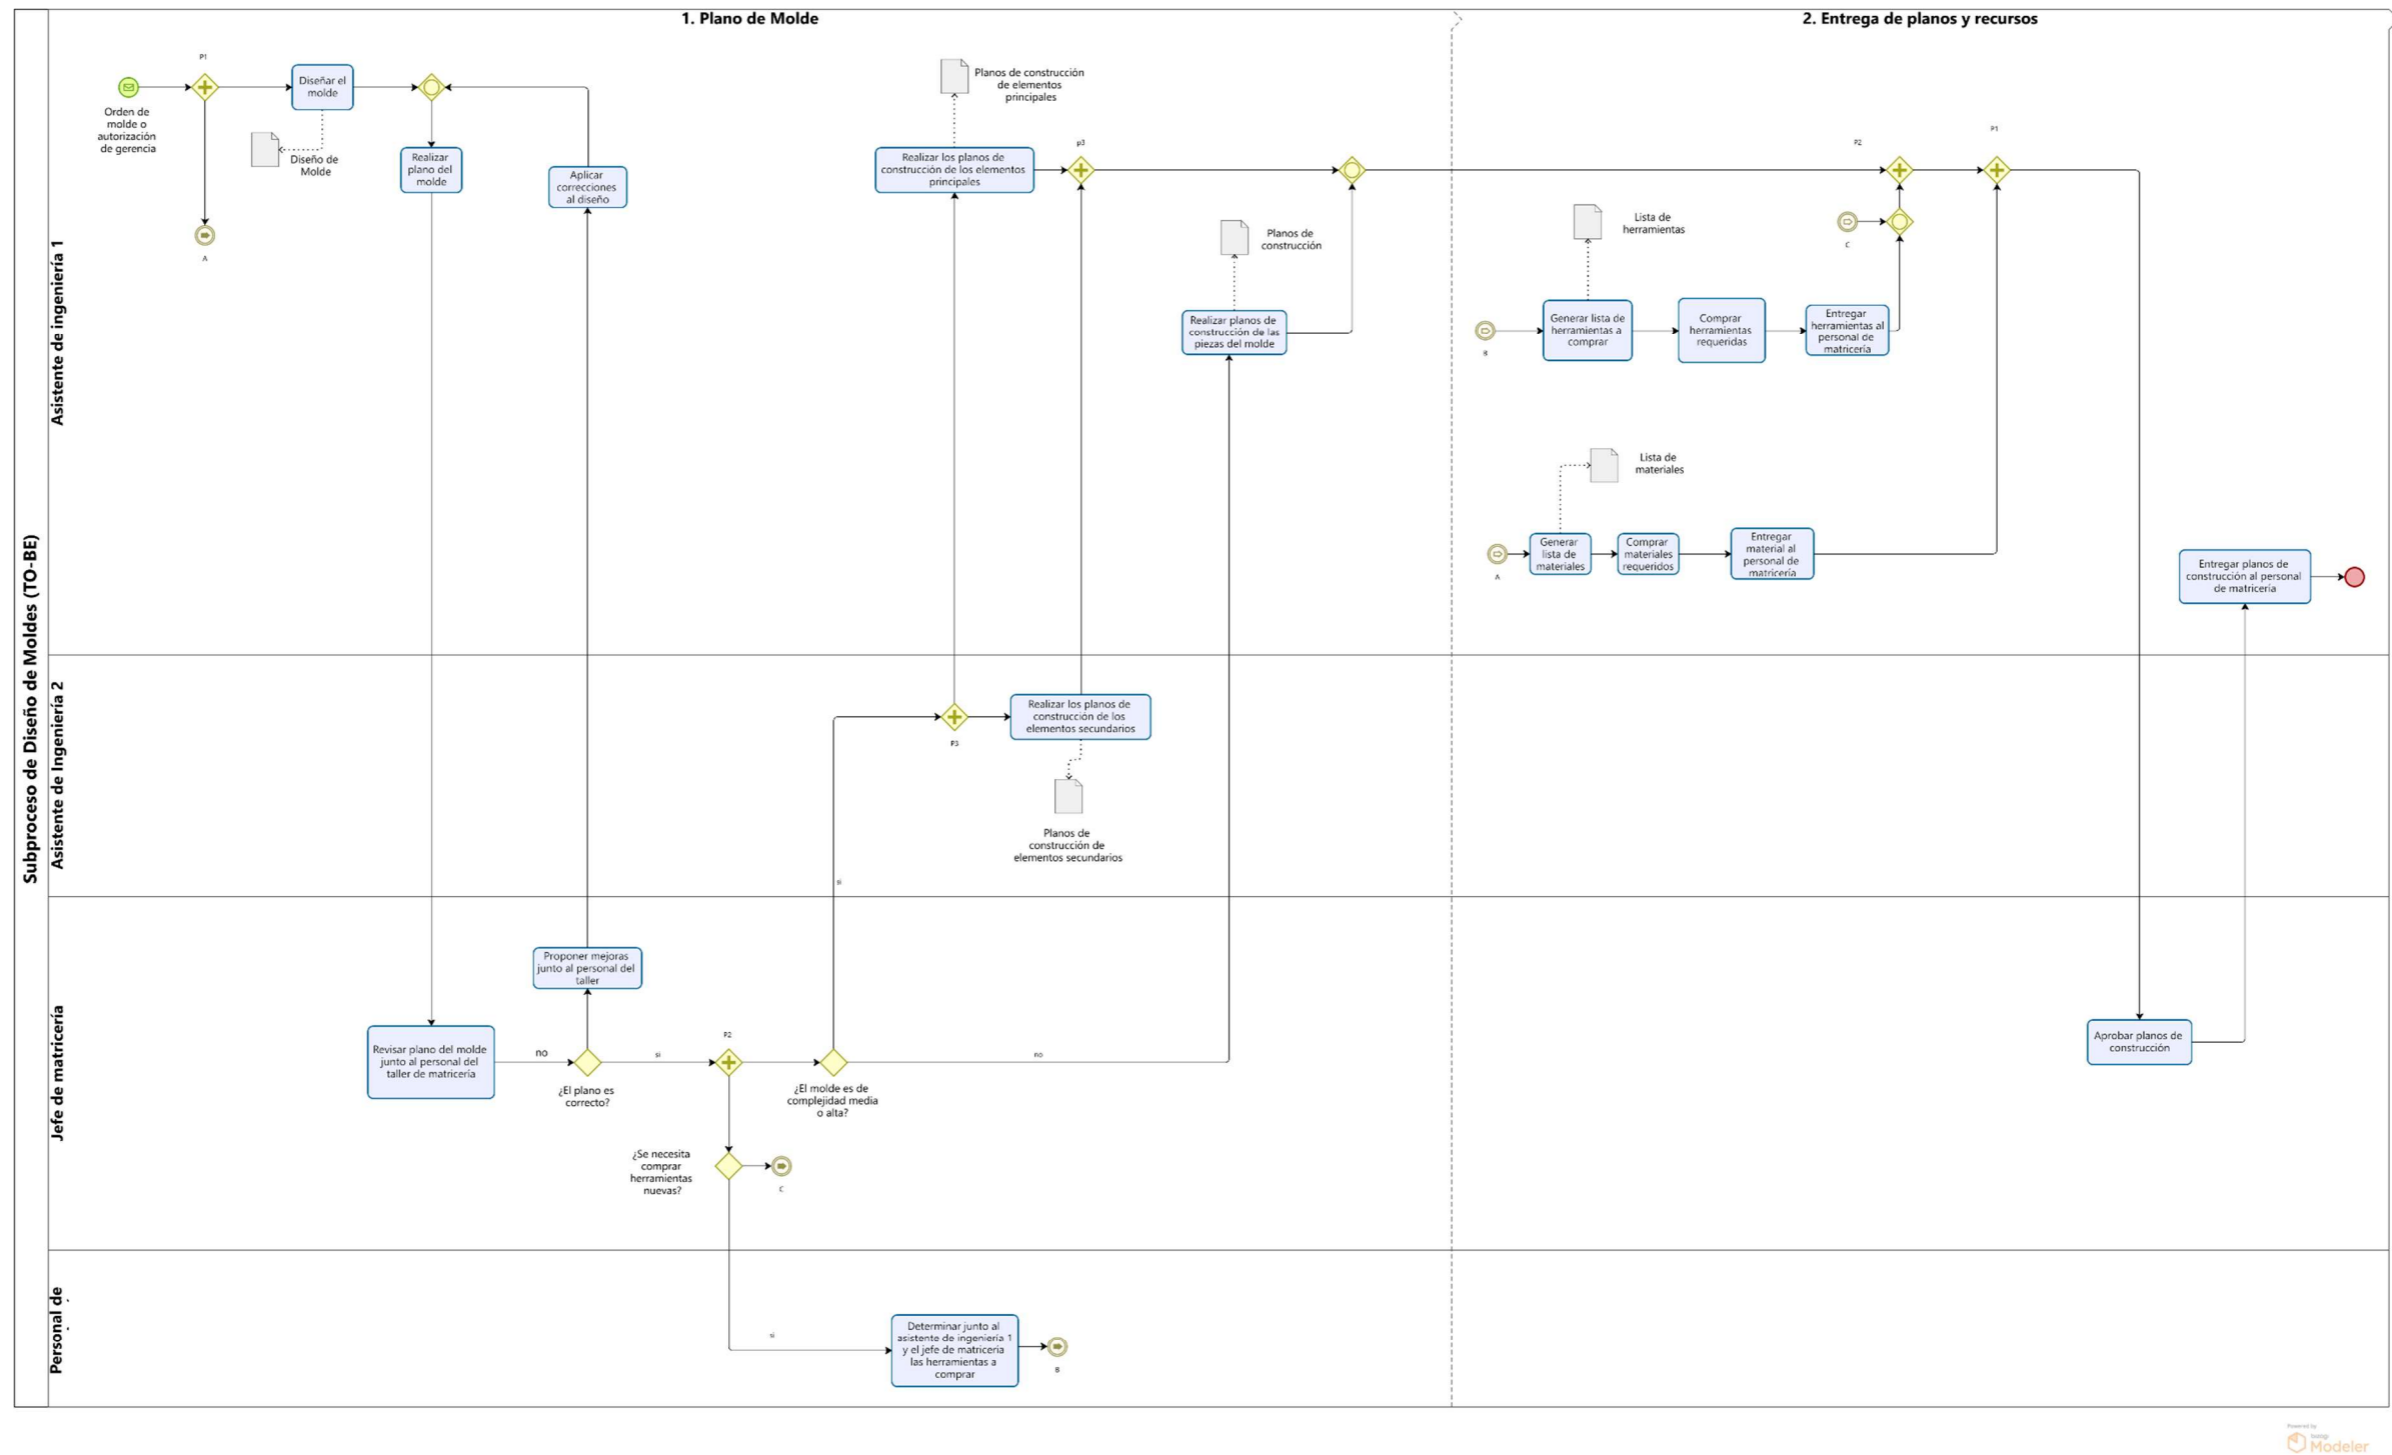 1. Plano de Molde
2. Entrega de planos y recursos
Subproceso de Diseño de Moldes (TO-BE)
Asistente de ingeniería 1
P1
Orden de
molde o
autorización
de gerencia
A
Diseñar el
molde
Diseño de
Molde
Realizar
plano del
molde
Aplicar
correcciones
al diseño
Planos de construcción
de elementos
principales
Realizar los planos de
construcción de los elementos
principales
p3
Planos de
construcción
Realizar planos de
construcción de las
piezas del molde
P2
P1
C
Lista de
herramientas
B
Generar lista de
herramientas a
comprar
Comprar
herramientas
requeridas
Entregar
herramientas al
personal de
matricería
Lista de
materiales
A
Generar
lista de
materiales
Comprar
materiales
requeridos
Entregar
material al
personal de
matricería
Entregar planos de
construcción al personal
de matricería
Asistente de Ingeniería 2
P3
Realizar los planos de
construcción de los
elementos secundarios
Planos de
construcción de
elementos secundarios
si
Jefe de matricería
Proponer mejoras
junto al personal del
taller
Revisar plano del molde
junto al personal del
taller de matricería
no
¿El plano es
correcto?
si
P2
¿El molde es de
complejidad media
o alta?
no
¿Se necesita
comprar
herramientas
nuevas?
C
Aprobar planos de
construcción
Personal de
si
Determinar junto al
asistente de ingeniería 1
y el jefe de matricería
las herramientas a
comprar
B
Powered by
bizagi
Modeler